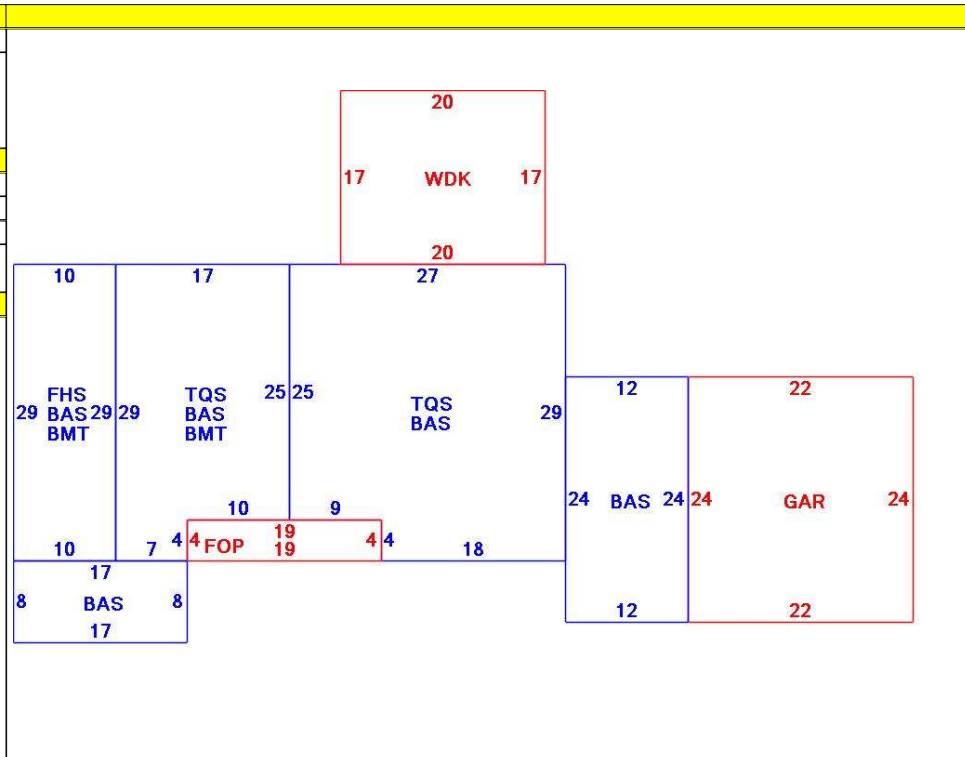 20
17 WDK 17
20
10 17 27
FHS
29 BAS 29
BMT
29 TQS 25
BAS
BMT
25 TQS 29
BAS
12 22
24 BAS 24
24 GAR 24
10 9
10 7 4
4 FOP 19 4
19
4 18
17
8 BAS 8
17
12 22